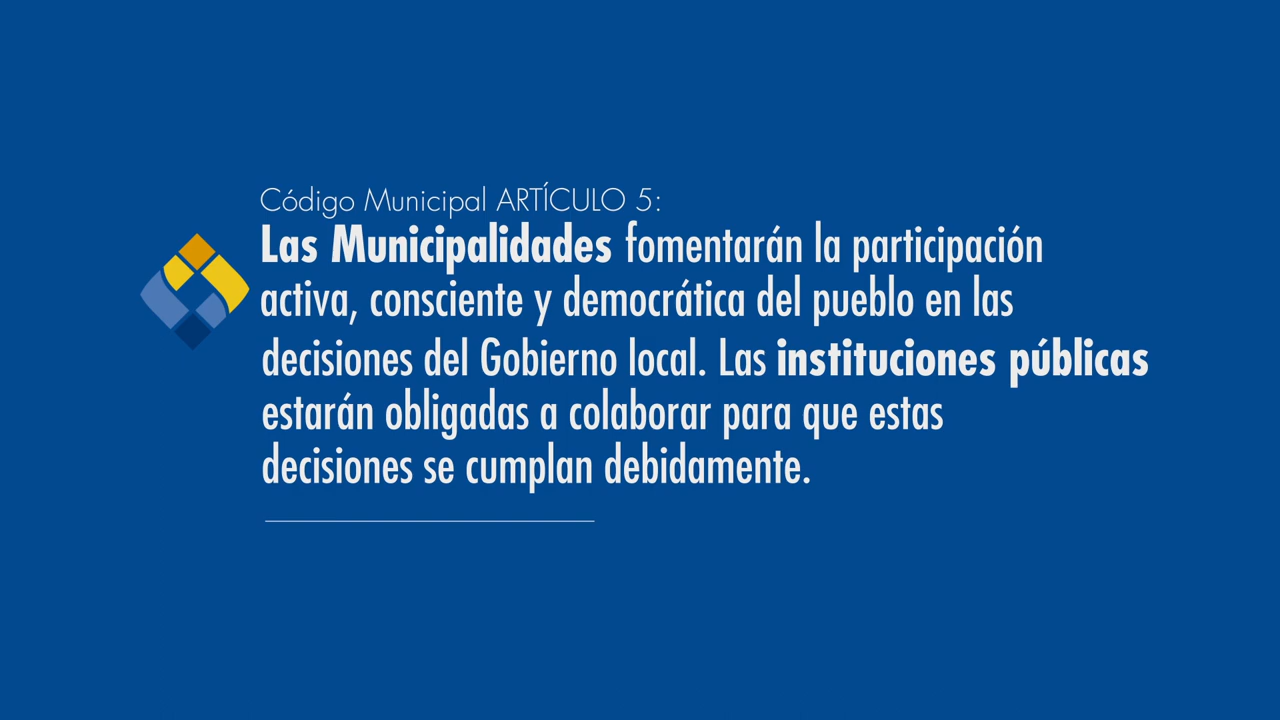 Código Municipal ARTÍCULO 5:
Las Municipalidades fomentarán la participación
activa, consciente y democrática del pueblo en las
decisiones del Gobierno local. Las instituciones públicas
estarán obligadas a colaborar para que estas
decisiones se cumplan debidamente.